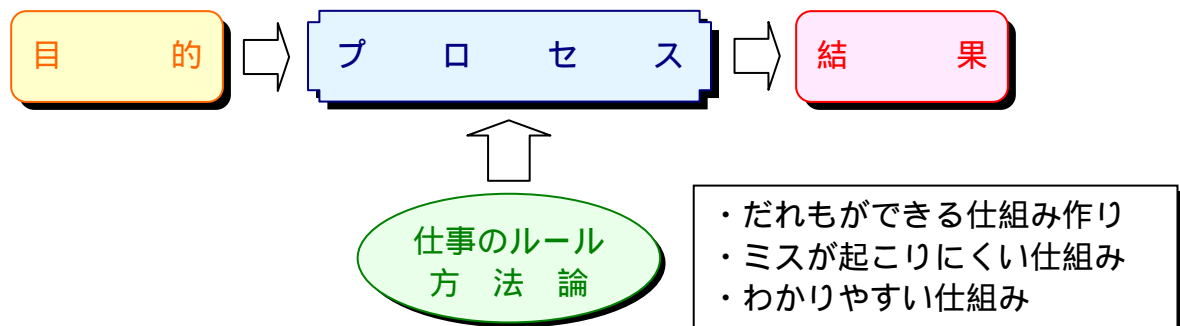 目的
プロセス
結果
仕事のルール
方法論
・だれもができる仕組み作り
・ミスが起こりにくい仕組み
・わかりやすい仕組み